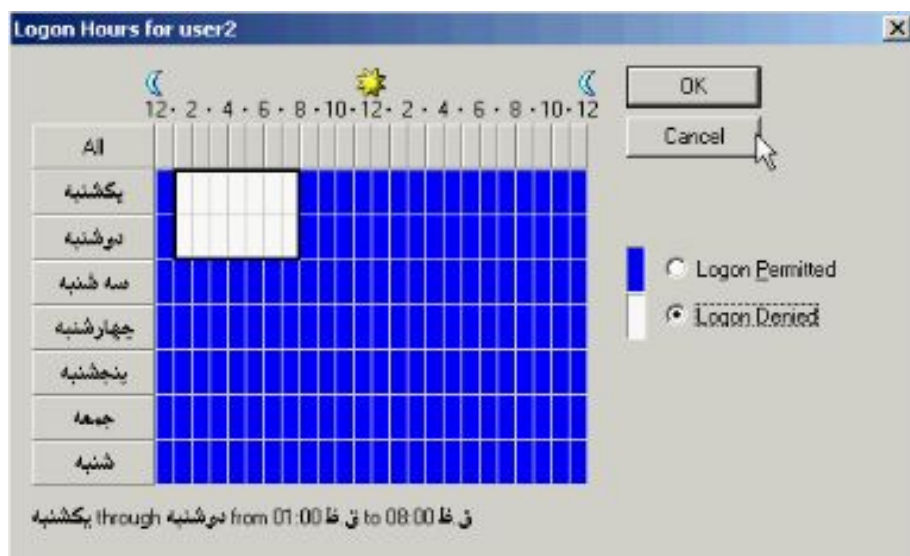 Logon Hours for user2
12 · 2 · 4 · 6 · 8 · 10 · 12 · 2 · 4 · 6 · 8 · 10 · 12
OK
Cancel
All
یکشنبه
دوشنبه
سه شنبه
چهارشنبه
پنجشنبه
جمعه
شنبه
Logon Permitted
Logon Denied
یکشنبه through دوشنبه from 01:00 ق ظ to 08:00 ق ظ